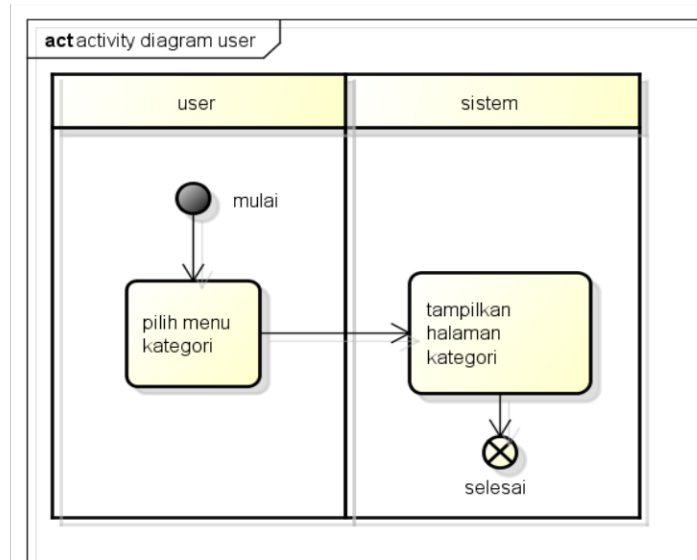 act activity diagram user
user
sistem
mulai
pilih menu
kategori
tampilkan
halaman
kategori
selesai